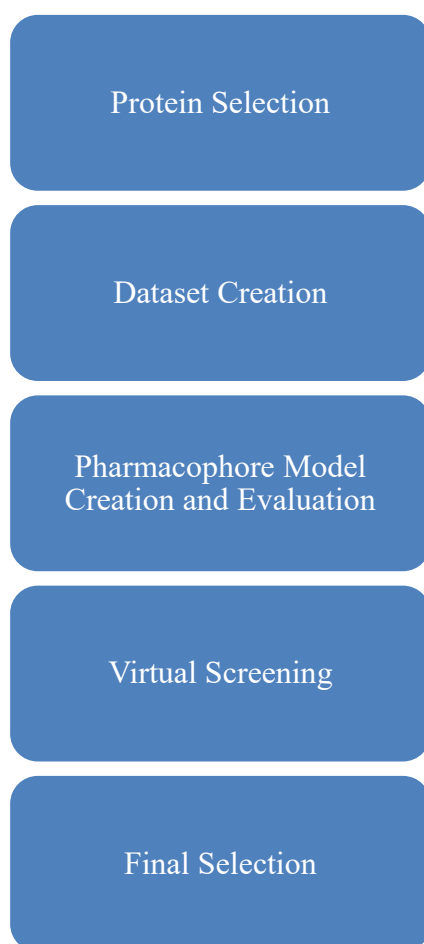 Protein Selection
Dataset Creation
Pharmacophore Model
Creation and Evaluation
Virtual Screening
Final Selection